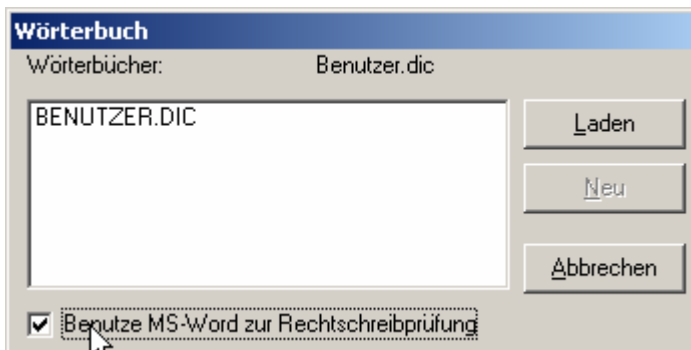 Wörterbuch
Wörterbücher: Benutzer.dic
BENUTZER.DIC
Laden
Neu
Abbrechen
Benutze MS-Word zur Rechtschreibprüfung